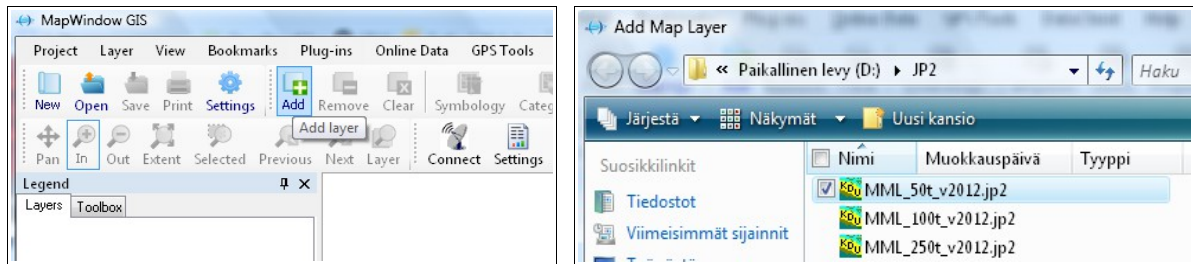 MapWindow GIS
Project Layer View Bookmarks Plug-ins Online Data GPS Tools
New Open Save Print Settings Add Remove Clear Symbology Categ
Add layer
Pan In Out Extent Selected Previous Next Layer Connect Settings
Legend
Layers Toolbox
Add Map Layer
« Paikallinen levy (D:) JP2 Haku
Järjestä Näkymät Uusi kansio
Suosikkilinkit
Tiedostot
Viimeisimmät sijainnit
Nimi Muokkauspäivä Tyyppi
MML_50t_v2012.jp2
MML_100t_v2012.jp2
MML_250t_v2012.jp2